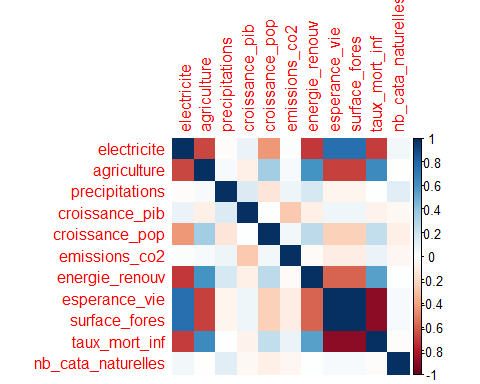 electricite
agriculture
precipitations
croissance_pib
croissance_pop
emissions_co2
energie_renouv
esperance_vie
surface_fores
taux_mort_inf
nb_cata_naturelles
electricite
agriculture
precipitations
croissance_pib
croissance_pop
emissions_co2
energie_renouv
esperance_vie
surface_fores
taux_mort_inf
nb_cata_naturelles
1
0.8
0.6
0.4
0.2
0
-0.2
-0.4
-0.6
-0.8
-1